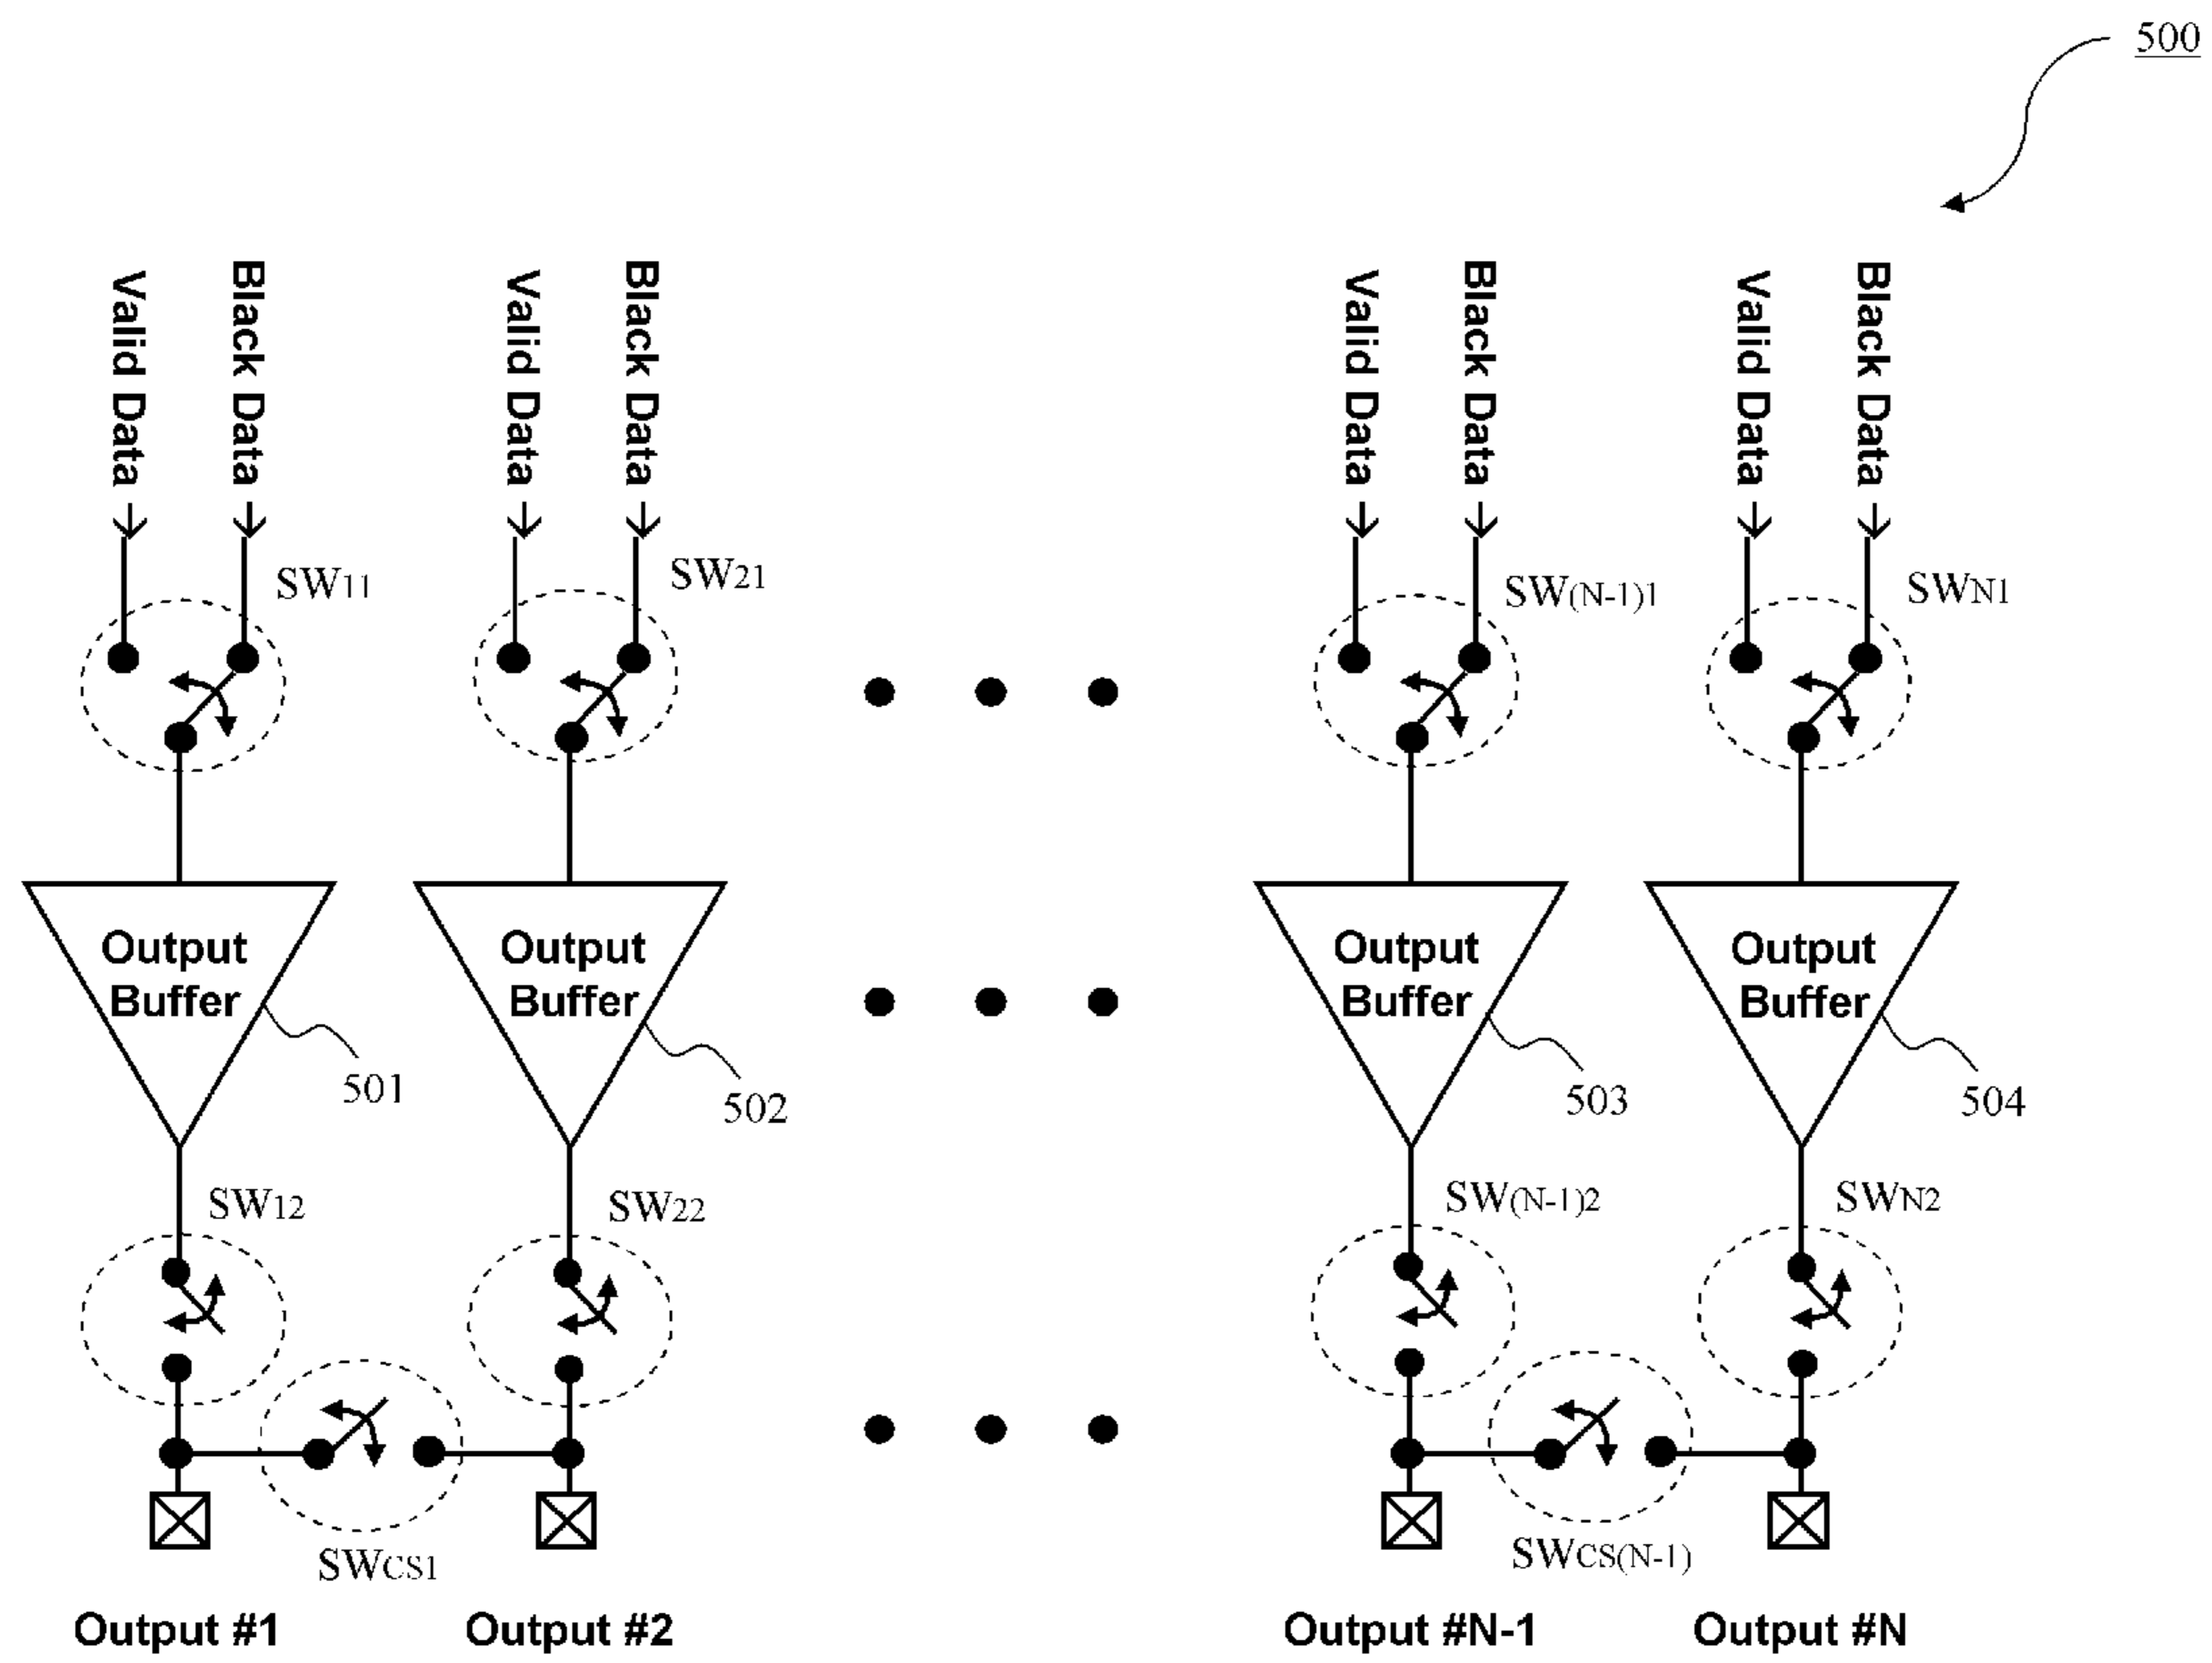 500
Valid Data
Black Data
Valid Data
Black Data
Valid Data
Black Data
Valid Data
Black Data
SW11
SW21
SW(N-1)1
SWN1
Output
Buffer
Output
Buffer
Output
Buffer
Output
Buffer
501
502
503
504
SW12
SW22
SW(N-1)2
SWN2
SWCS1
SWCS(N-1)
Output #1
Output #2
Output #N-1
Output #N